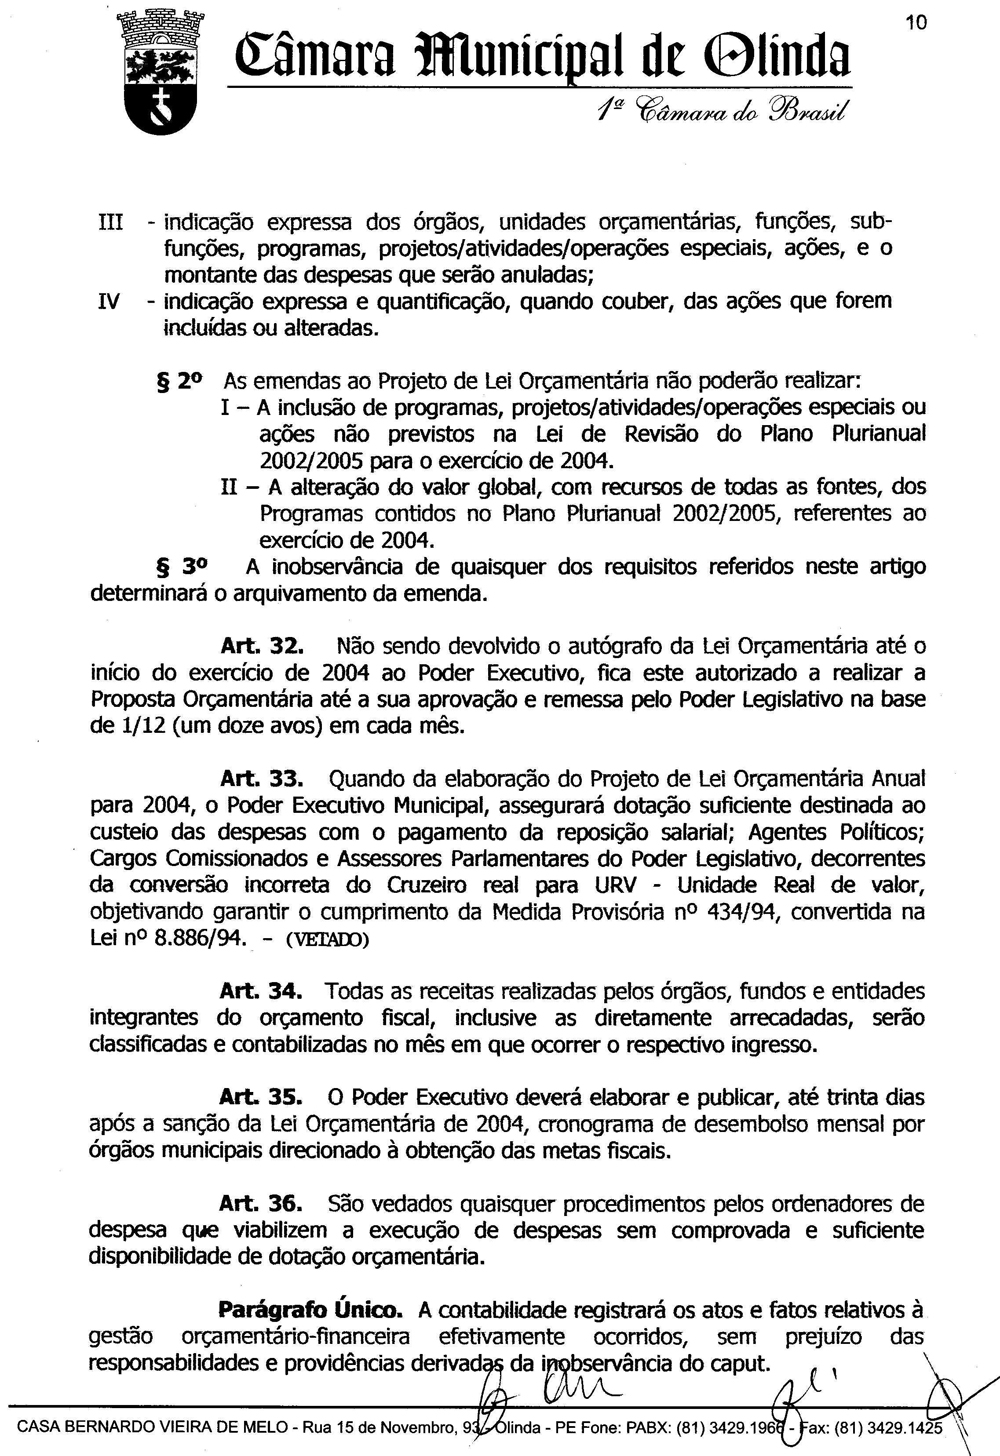 10
Câmara Municipal de Olinda
1ª Câmara do Brasil
III - indicação expressa dos órgãos, unidades orçamentárias, funções, sub-
funções, programas, projetos/atividades/operações especiais, ações, e o
montante das despesas que serão anuladas;
IV - indicação expressa e quantificação, quando couber, das ações que forem
incluídas ou alteradas.
§ 2º As emendas ao Projeto de Lei Orçamentária não poderão realizar:
I – A inclusão de programas, projetos/atividades/operações especiais ou
ações não previstos na Lei de Revisão do Plano Plurianual
2002/2005 para o exercício de 2004.
II – A alteração do valor global, com recursos de todas as fontes, dos
Programas contidos no Plano Plurianual 2002/2005, referentes ao
exercício de 2004.
§ 3º A inobservância de quaisquer dos requisitos referidos neste artigo
determinará o arquivamento da emenda.
Art. 32. Não sendo devolvido o autógrafo da Lei Orçamentária até o
início do exercício de 2004 ao Poder Executivo, fica este autorizado a realizar a
Proposta Orçamentária até a sua aprovação e remessa pelo Poder Legislativo na base
de 1/12 (um doze avos) em cada mês.
Art. 33. Quando da elaboração do Projeto de Lei Orçamentária Anual
para 2004, o Poder Executivo Municipal, assegurará dotação suficiente destinada ao
custeio das despesas com o pagamento da reposição salarial; Agentes Políticos;
Cargos Comissionados e Assessores Parlamentares do Poder Legislativo, decorrentes
da conversão incorreta do Cruzeiro real para URV - Unidade Real de valor,
objetivando garantir o cumprimento da Medida Provisória nº 434/94, convertida na
Lei nº 8.886/94. - (VETADO)
Art. 34. Todas as receitas realizadas pelos órgãos, fundos e entidades
integrantes do orçamento fiscal, inclusive as diretamente arrecadadas, serão
classificadas e contabilizadas no mês em que ocorrer o respectivo ingresso.
Art. 35. O Poder Executivo deverá elaborar e publicar, até trinta dias
após a sanção da Lei Orçamentária de 2004, cronograma de desembolso mensal por
órgãos municipais direcionado à obtenção das metas fiscais.
Art. 36. São vedados quaisquer procedimentos pelos ordenadores de
despesa que viabilizem a execução de despesas sem comprovada e suficiente
disponibilidade de dotação orçamentária.
Parágrafo Único. A contabilidade registrará os atos e fatos relativos à
gestão orçamentário-financeira efetivamente ocorridos, sem prejuízo das
responsabilidades e providências derivadas da inobservância do caput.
CASA BERNARDO VIEIRA DE MELO - Rua 15 de Novembro, 93 - Olinda - PE Fone: PABX: (81) 3429.1966 - Fax: (81) 3429.1425